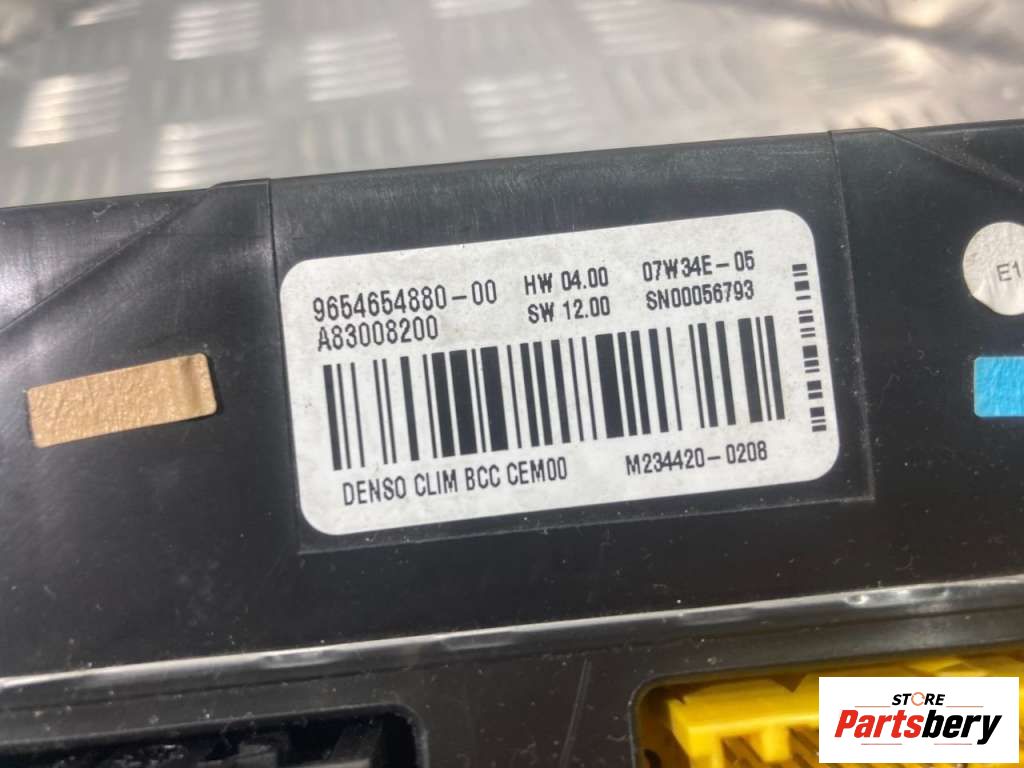 9654654880-00 HW 04.00 07W34E-05
A83008200 SW 12.00 SN00056793
DENSO CLIM BCC CEM00 M234420-0208
E1
STORE
Partsbery